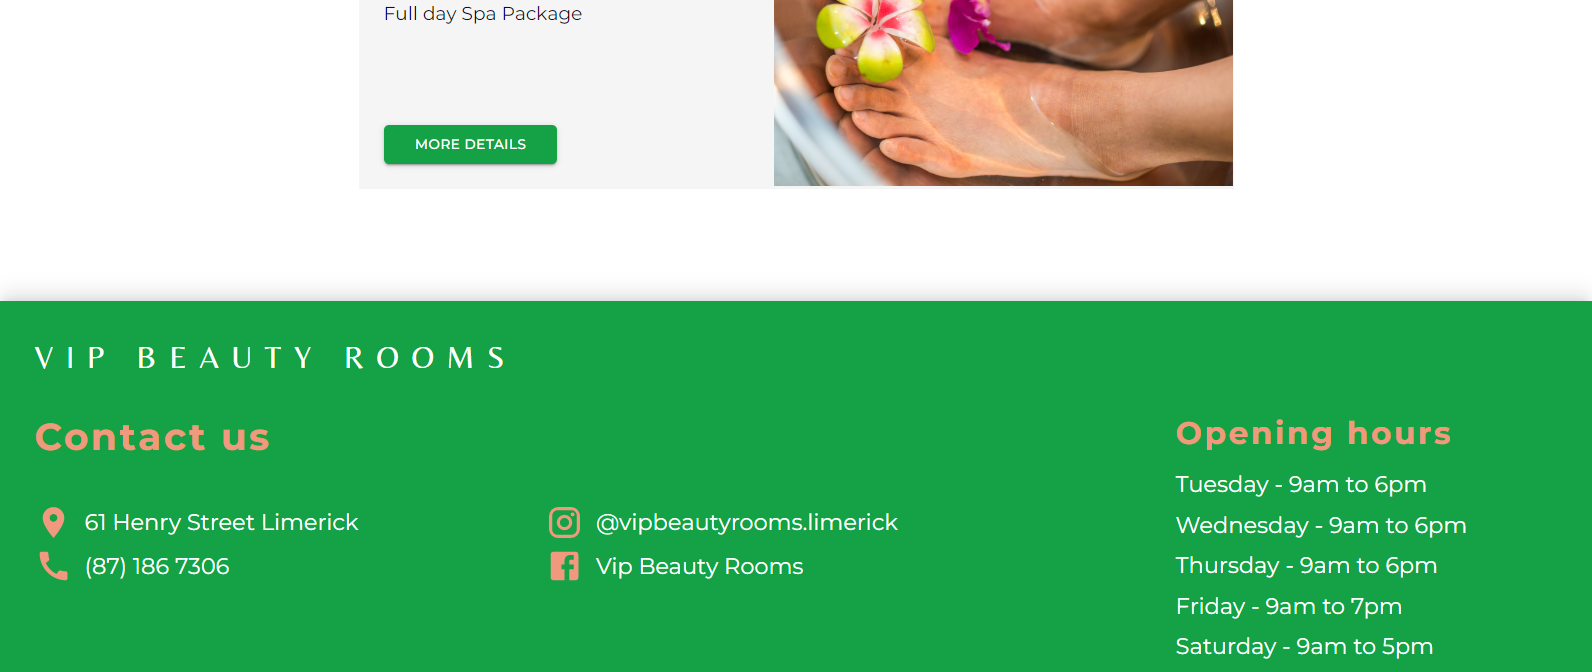 Full day Spa Package
MORE DETAILS
VIP BEAUTY ROOMS
Contact us
61 Henry Street Limerick
(87) 186 7306
@vipbeautyrooms.limerick
Vip Beauty Rooms
Opening hours
Tuesday - 9am to 6pm
Wednesday - 9am to 6pm
Thursday - 9am to 6pm
Friday - 9am to 7pm
Saturday - 9am to 5pm